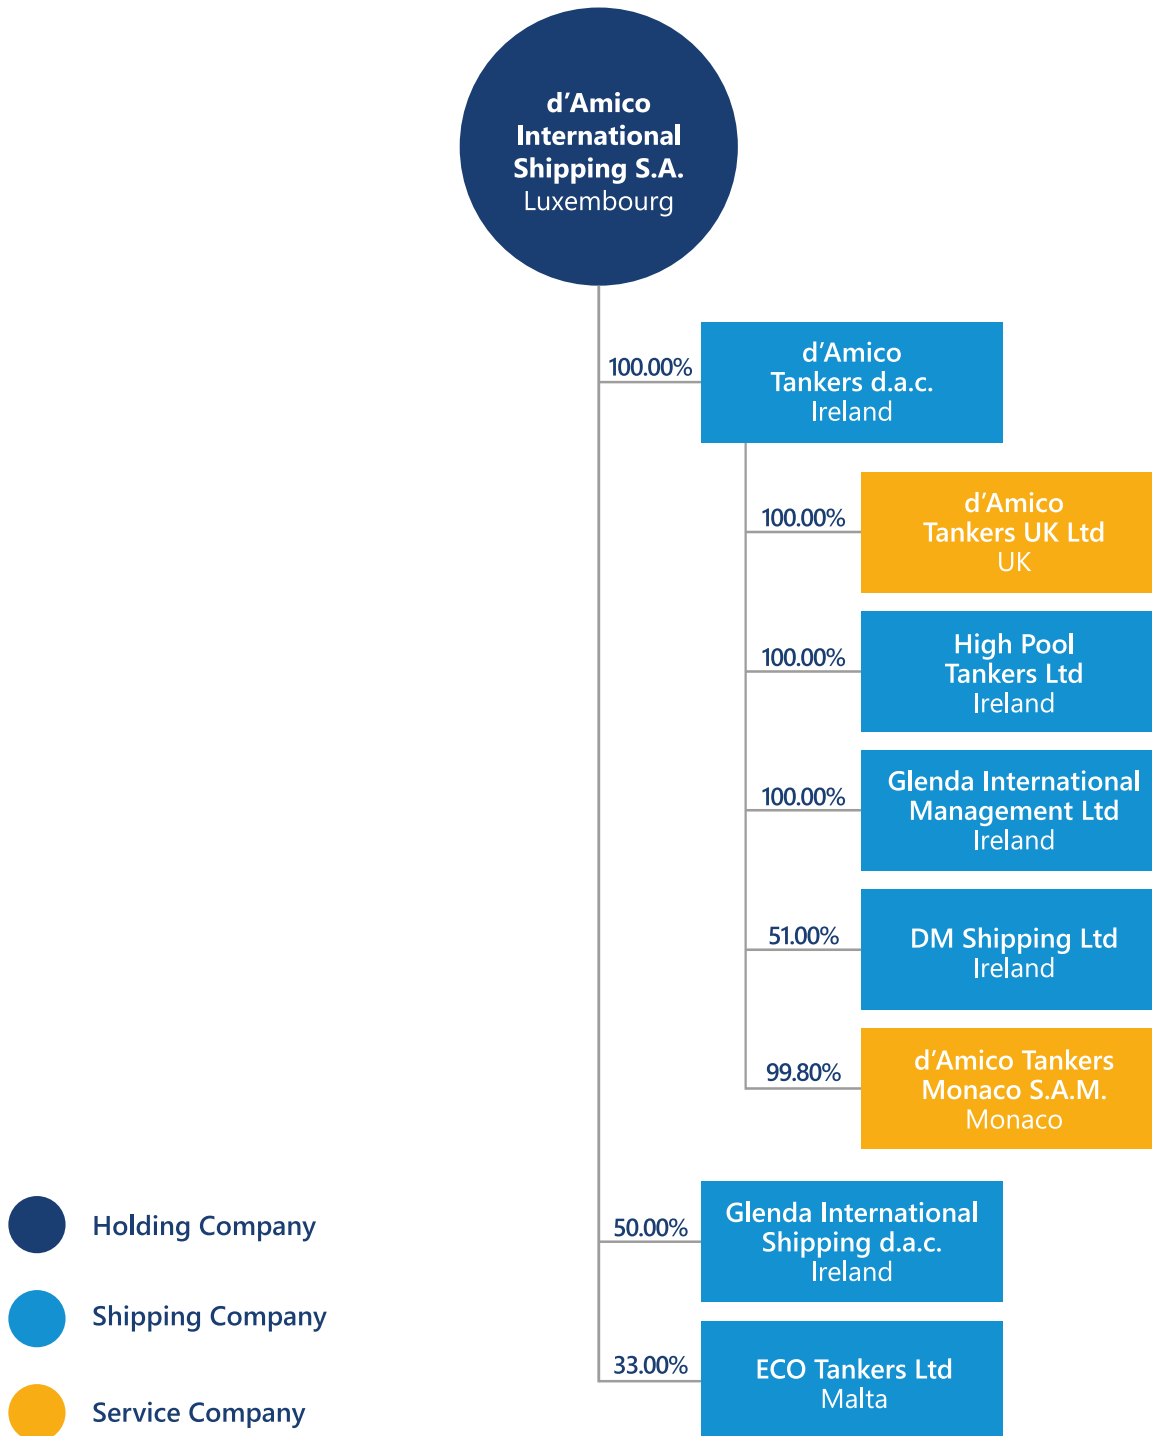 d'Amico
International
Shipping S.A.
Luxembourg
100.00%
d'Amico
Tankers d.a.c.
Ireland
100.00%
d'Amico
Tankers UK Ltd
UK
100.00%
High Pool
Tankers Ltd
Ireland
100.00%
Glenda International
Management Ltd
Ireland
51.00%
DM Shipping Ltd
Ireland
99.80%
d'Amico Tankers
Monaco S.A.M.
Monaco
50.00%
Glenda International
Shipping d.a.c.
Ireland
33.00%
ECO Tankers Ltd
Malta
Holding Company
Shipping Company
Service Company